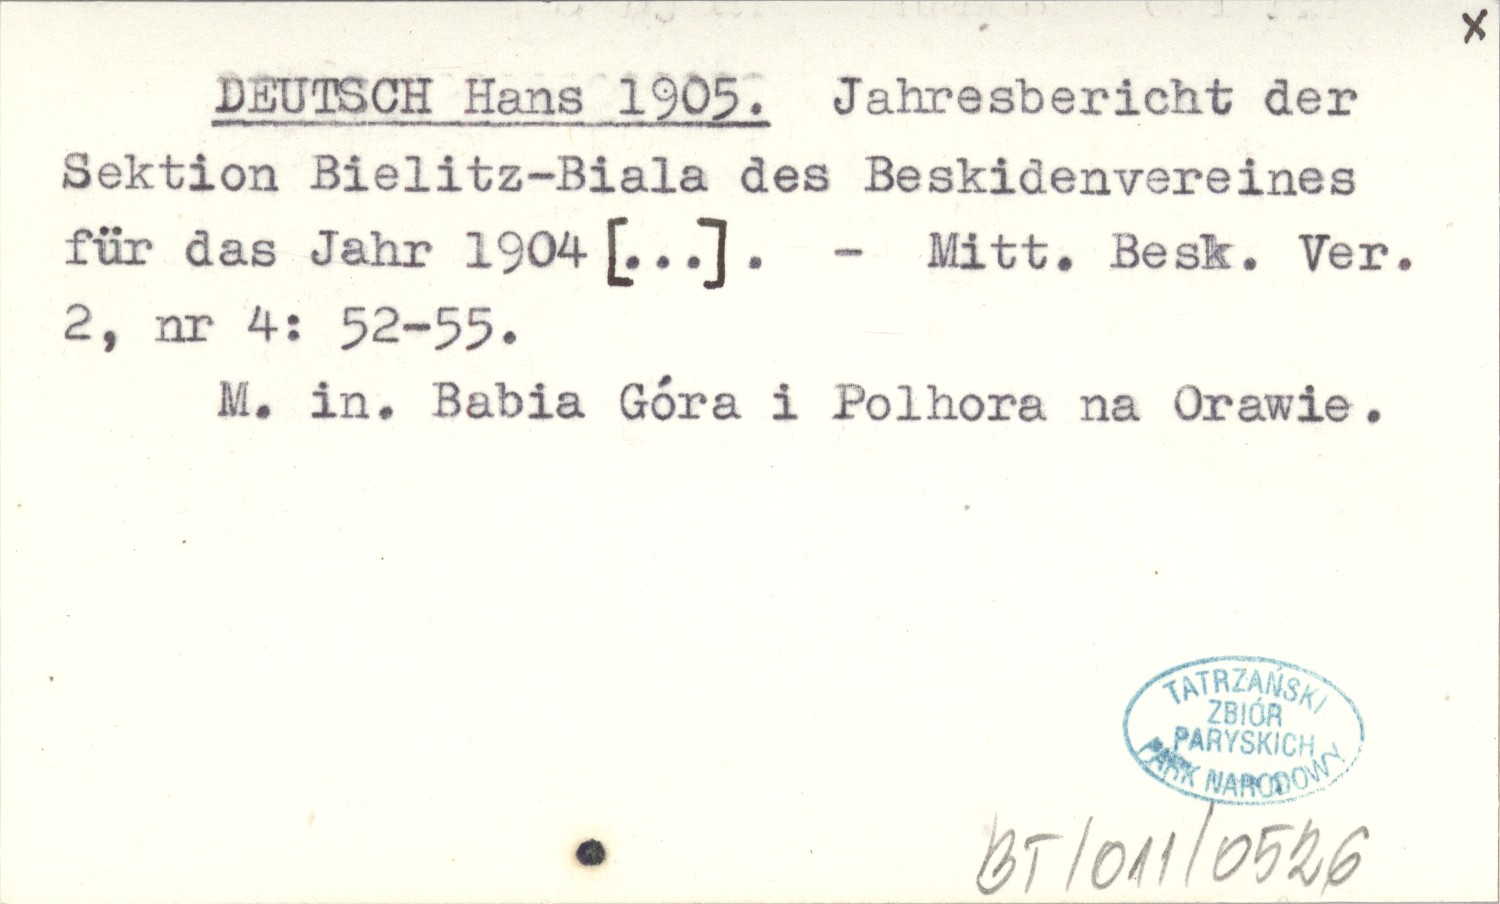 x
DEUTSCH Hans 1905. Jahresbericht der
Sektion Bielitz-Biala des Beskidenvereines
für das Jahr 1904 [...]. - Mitt. Besk. Ver.
2, nr 4: 52-55.
M. in. Babia Góra i Polhora na Orawie.
TATRZAŃSKI
ZBIÓR
PARYSKICH
PARK NARODOWY
BT/011/0526